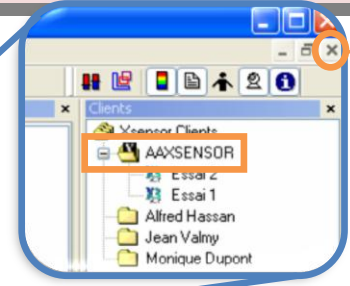 Clients
Xsensor Clients
AAXSENSOR
Essai 2
Essai 1
Alfred Hassan
Jean Valmy
Monique Dupont